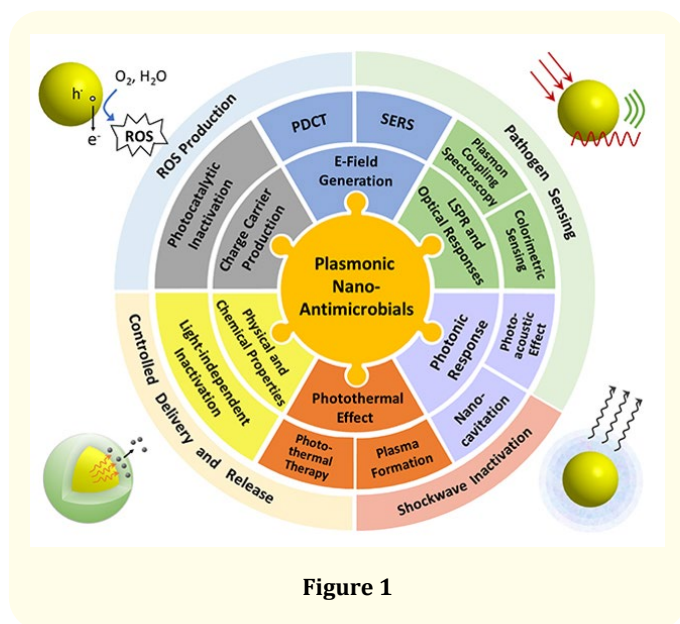 O₂, H₂O
h·
e⁻
ROS
ROS Production
Pathogen Sensing
Shockwave Inactivation
Controlled Delivery and Release
PDCT
SERS
E-Field
Generation
Plasmon
Coupling
Spectroscopy
Colorimetric
Sensing
LSPR and
Optical Responses
Photo-
acoustic
Effect
Nano-
cavitation
Photonic
Response
Plasma
Formation
Photo-
thermal
Therapy
Photothermal
Effect
Light-independent
Inactivation
Physical and
Chemical Properties
Photocatalytic
Inactivation
Charge Carrier
Production
Plasmonic
Nano-
Antimicrobials
Figure 1